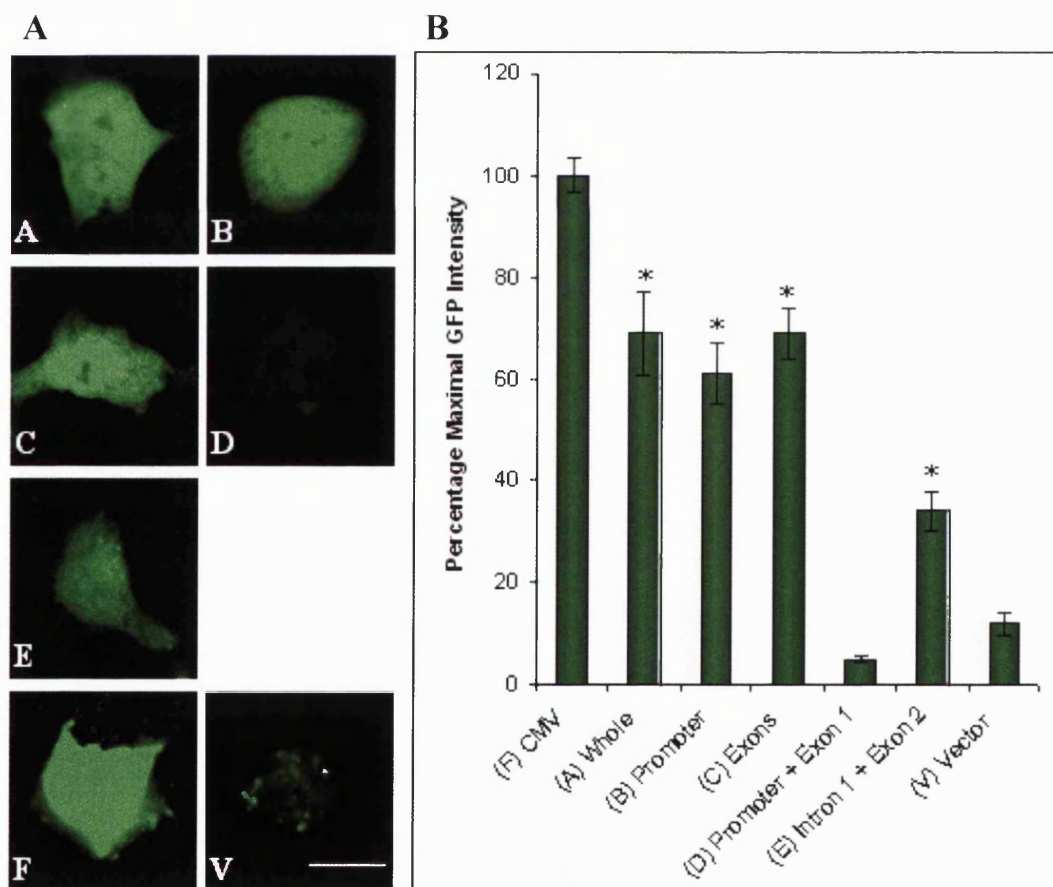 A
B
A
B
C
D
E
F
V
Percentage Maximal GFP Intensity
120
100
80
60
40
20
0
*
*
*
*
(F) CMV
(A) Whole
(B) Promoter
(C) Exons
(D) Promoter + Exon 1
(E) Intron 1 + Exon 2
(V) Vector